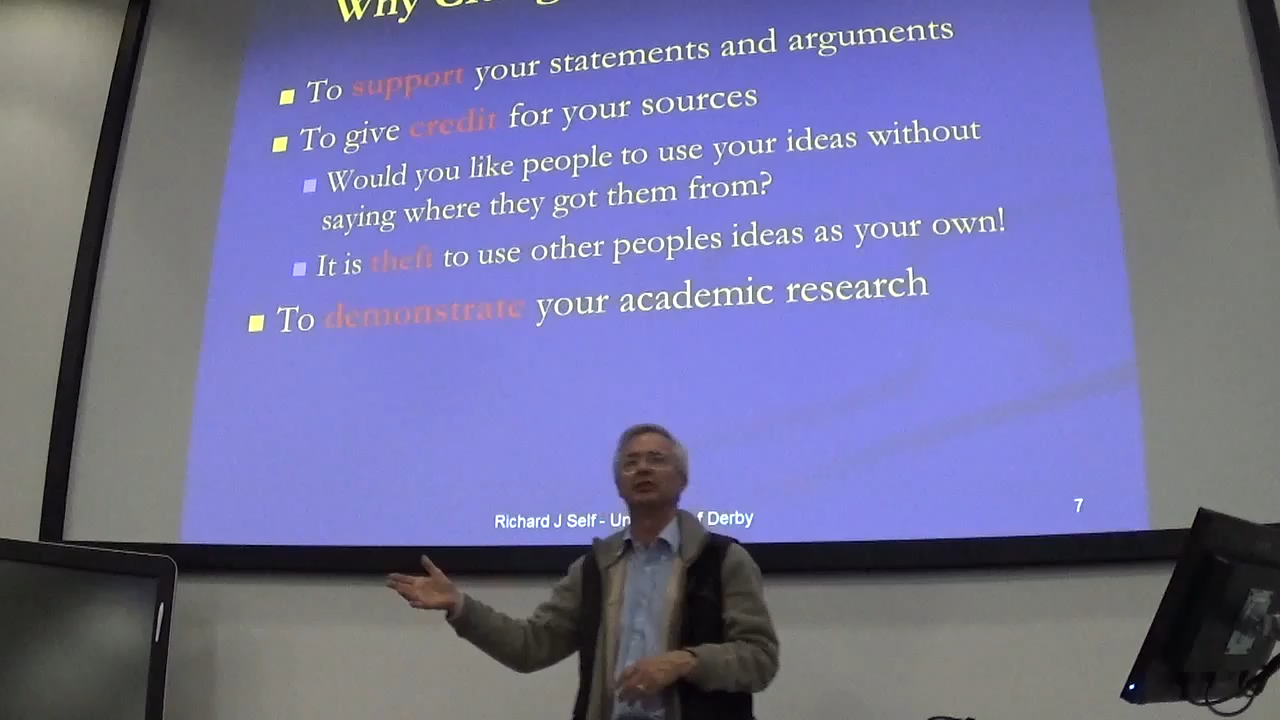 Why
To support your statements and arguments
To give credit for your sources
Would you like people to use your ideas without
saying where they got them from?
It is theft to use other peoples ideas as your own!
To demonstrate your academic research
Richard J Self - Derby
7